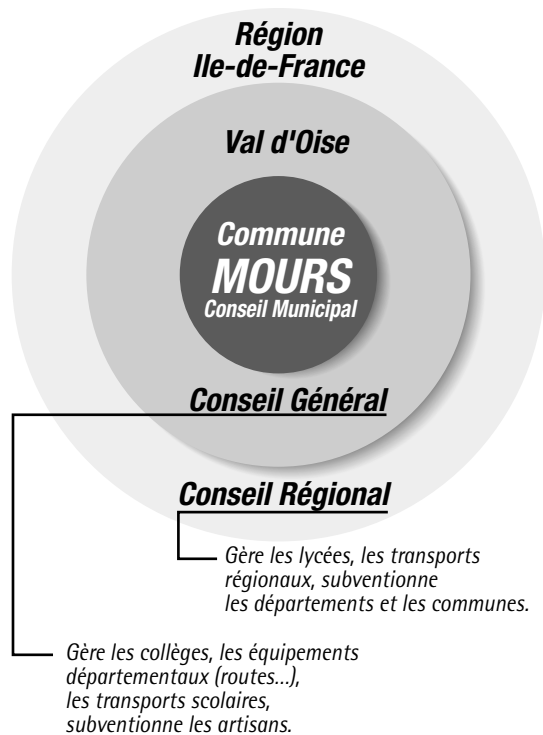 Région
Ile-de-France
Val d'Oise
Commune
MOURS
Conseil Municipal
Conseil Général
Conseil Régional
Gère les lycées, les transports
régionaux, subventionne
les départements et les communes.
Gère les collèges, les équipements
départementaux (routes...),
les transports scolaires,
subventionne les artisans.